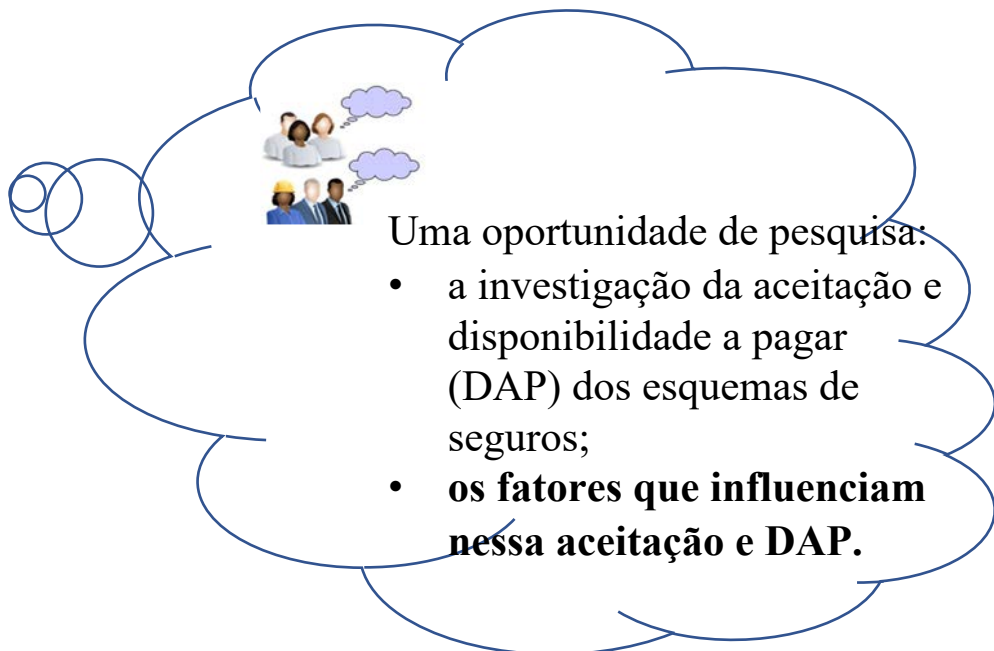 Uma oportunidade de pesquisa:
• a investigação da aceitação e
disponibilidade a pagar
(DAP) dos esquemas de
seguros;
• os fatores que influenciam
nessa aceitação e DAP.